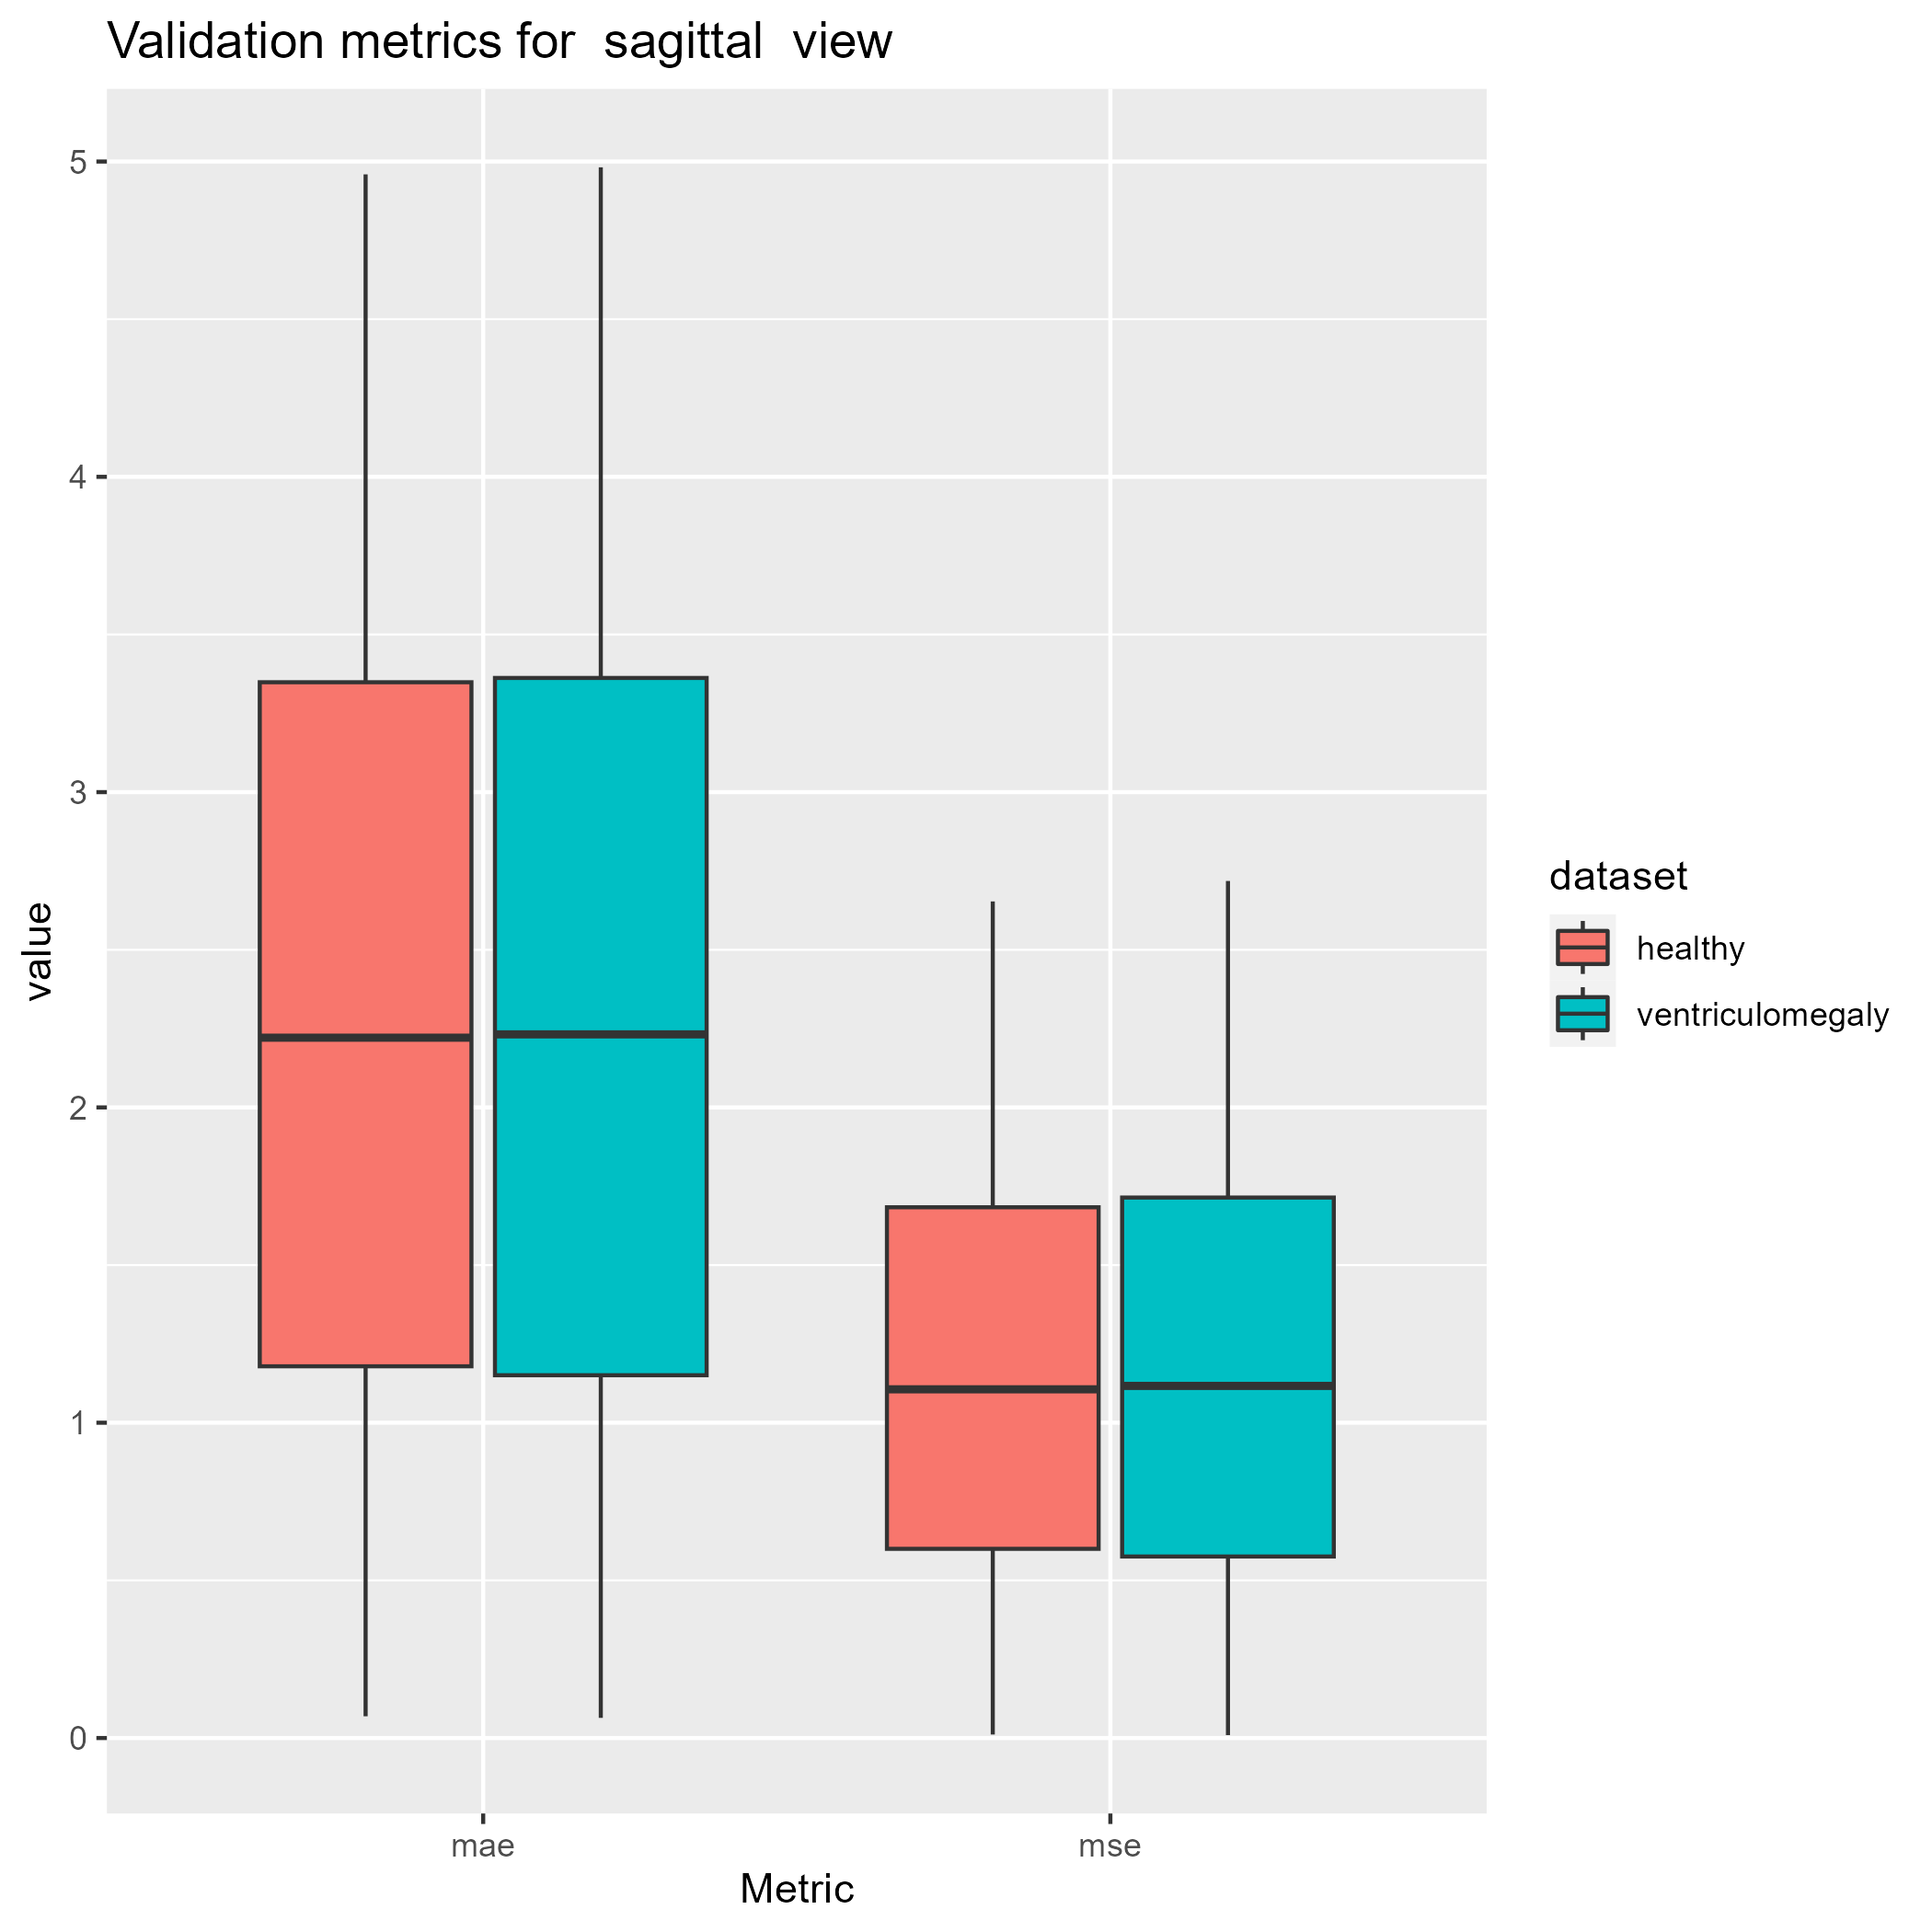 Validation metrics for  sagittal  view
5
4
3
2
1
0
value
mae
mse
Metric
dataset
healthy
ventriculomegaly